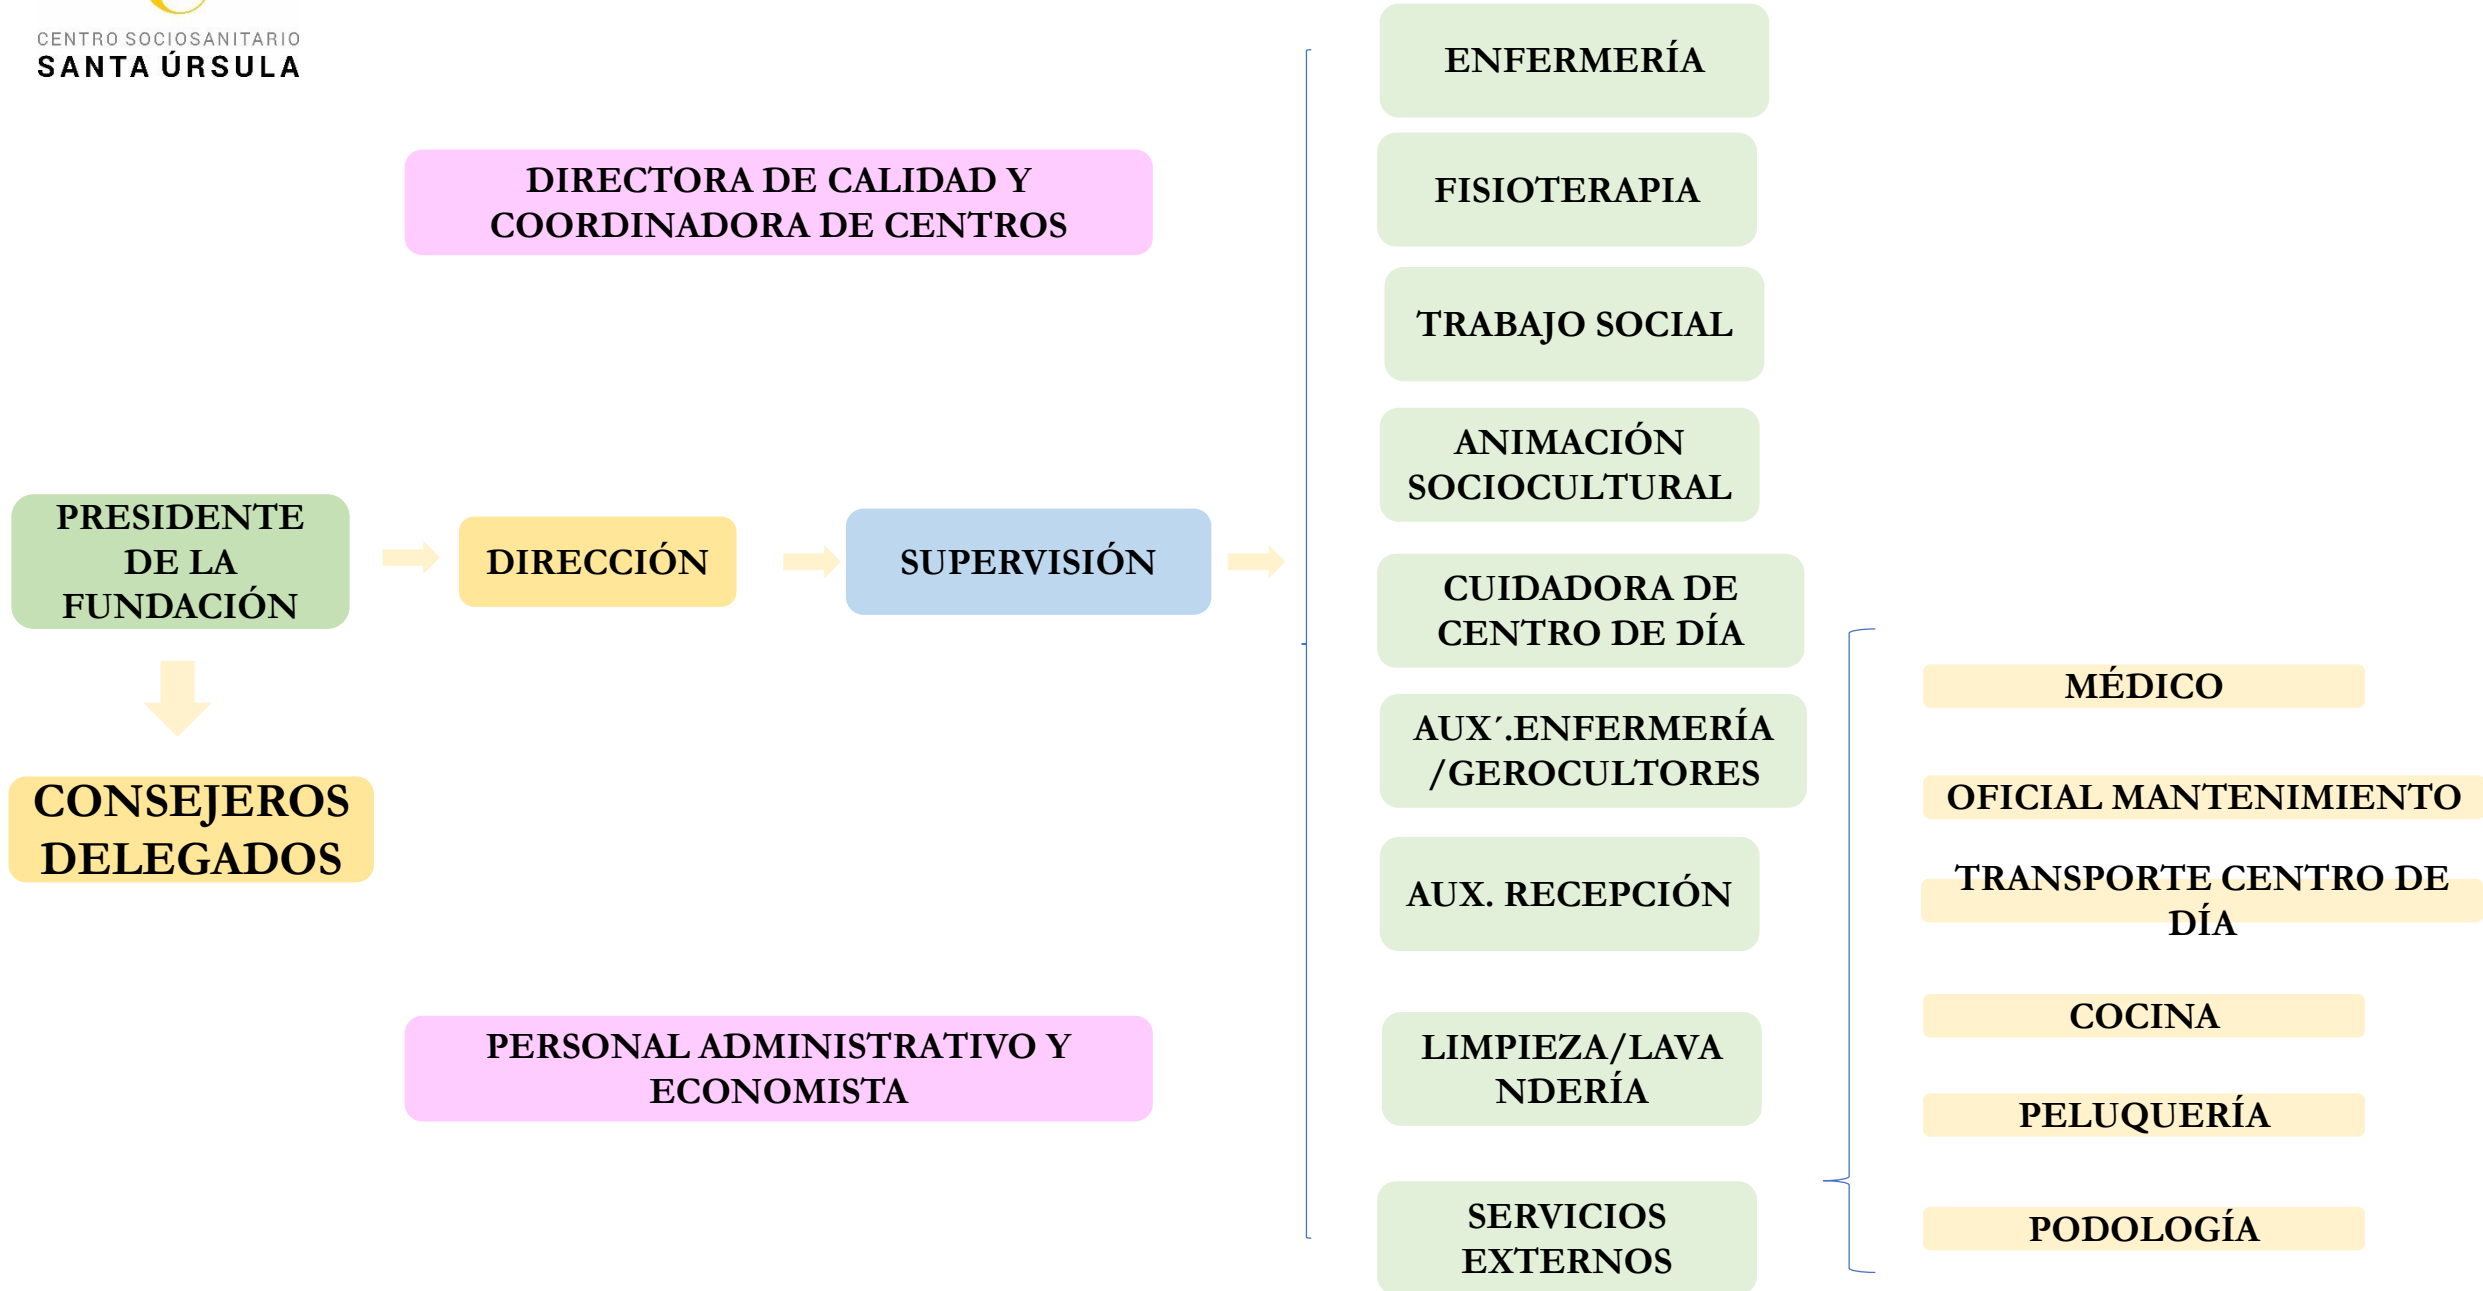 CENTRO SOCIOSANITARIO
SANTA ÚRSULA
DIRECTORA DE CALIDAD Y
COORDINADORA DE CENTROS
PRESIDENTE
DE LA
FUNDACIÓN
DIRECCIÓN
SUPERVISIÓN
CONSEJEROS
DELEGADOS
PERSONAL ADMINISTRATIVO Y
ECONOMISTA
ENFERMERÍA
FISIOTERAPIA
TRABAJO SOCIAL
ANIMACIÓN
SOCIOCULTURAL
CUIDADORA DE
CENTRO DE DÍA
AUX´.ENFERMERÍA
/GEROCULTORES
AUX. RECEPCIÓN
LIMPIEZA/LAVA
NDERÍA
SERVICIOS
EXTERNOS
MÉDICO
OFICIAL MANTENIMIENTO
TRANSPORTE CENTRO DE
DÍA
COCINA
PELUQUERÍA
PODOLOGÍA